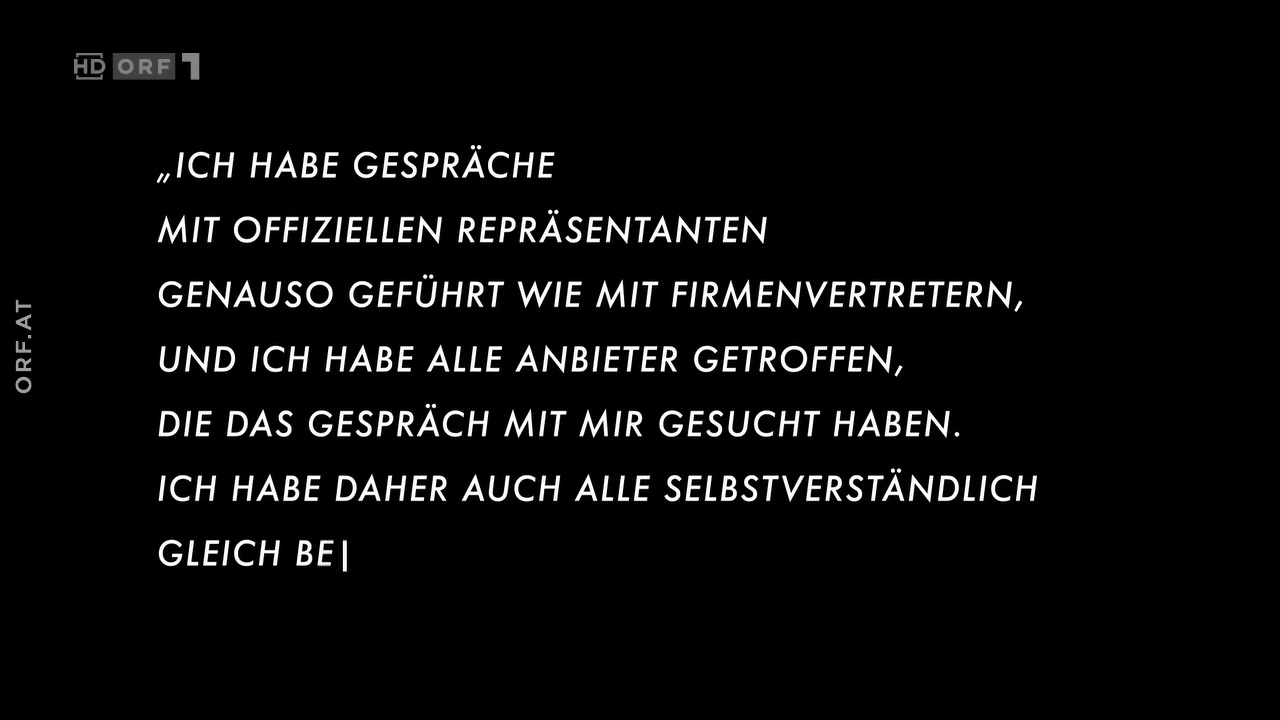 HD ORF 1
„ICH HABE GESPRÄCHE
MIT OFFIZIELLEN REPRÄSENTANTEN
GENAUSO GEFÜHRT WIE MIT FIRMENVERTRETERN,
UND ICH HABE ALLE ANBIETER GETROFFEN,
DIE DAS GESPRÄCH MIT MIR GESUCHT HABEN.
ICH HABE DAHER AUCH ALLE SELBSTVERSTÄNDLICH
GLEICH BE|
ORF.AT